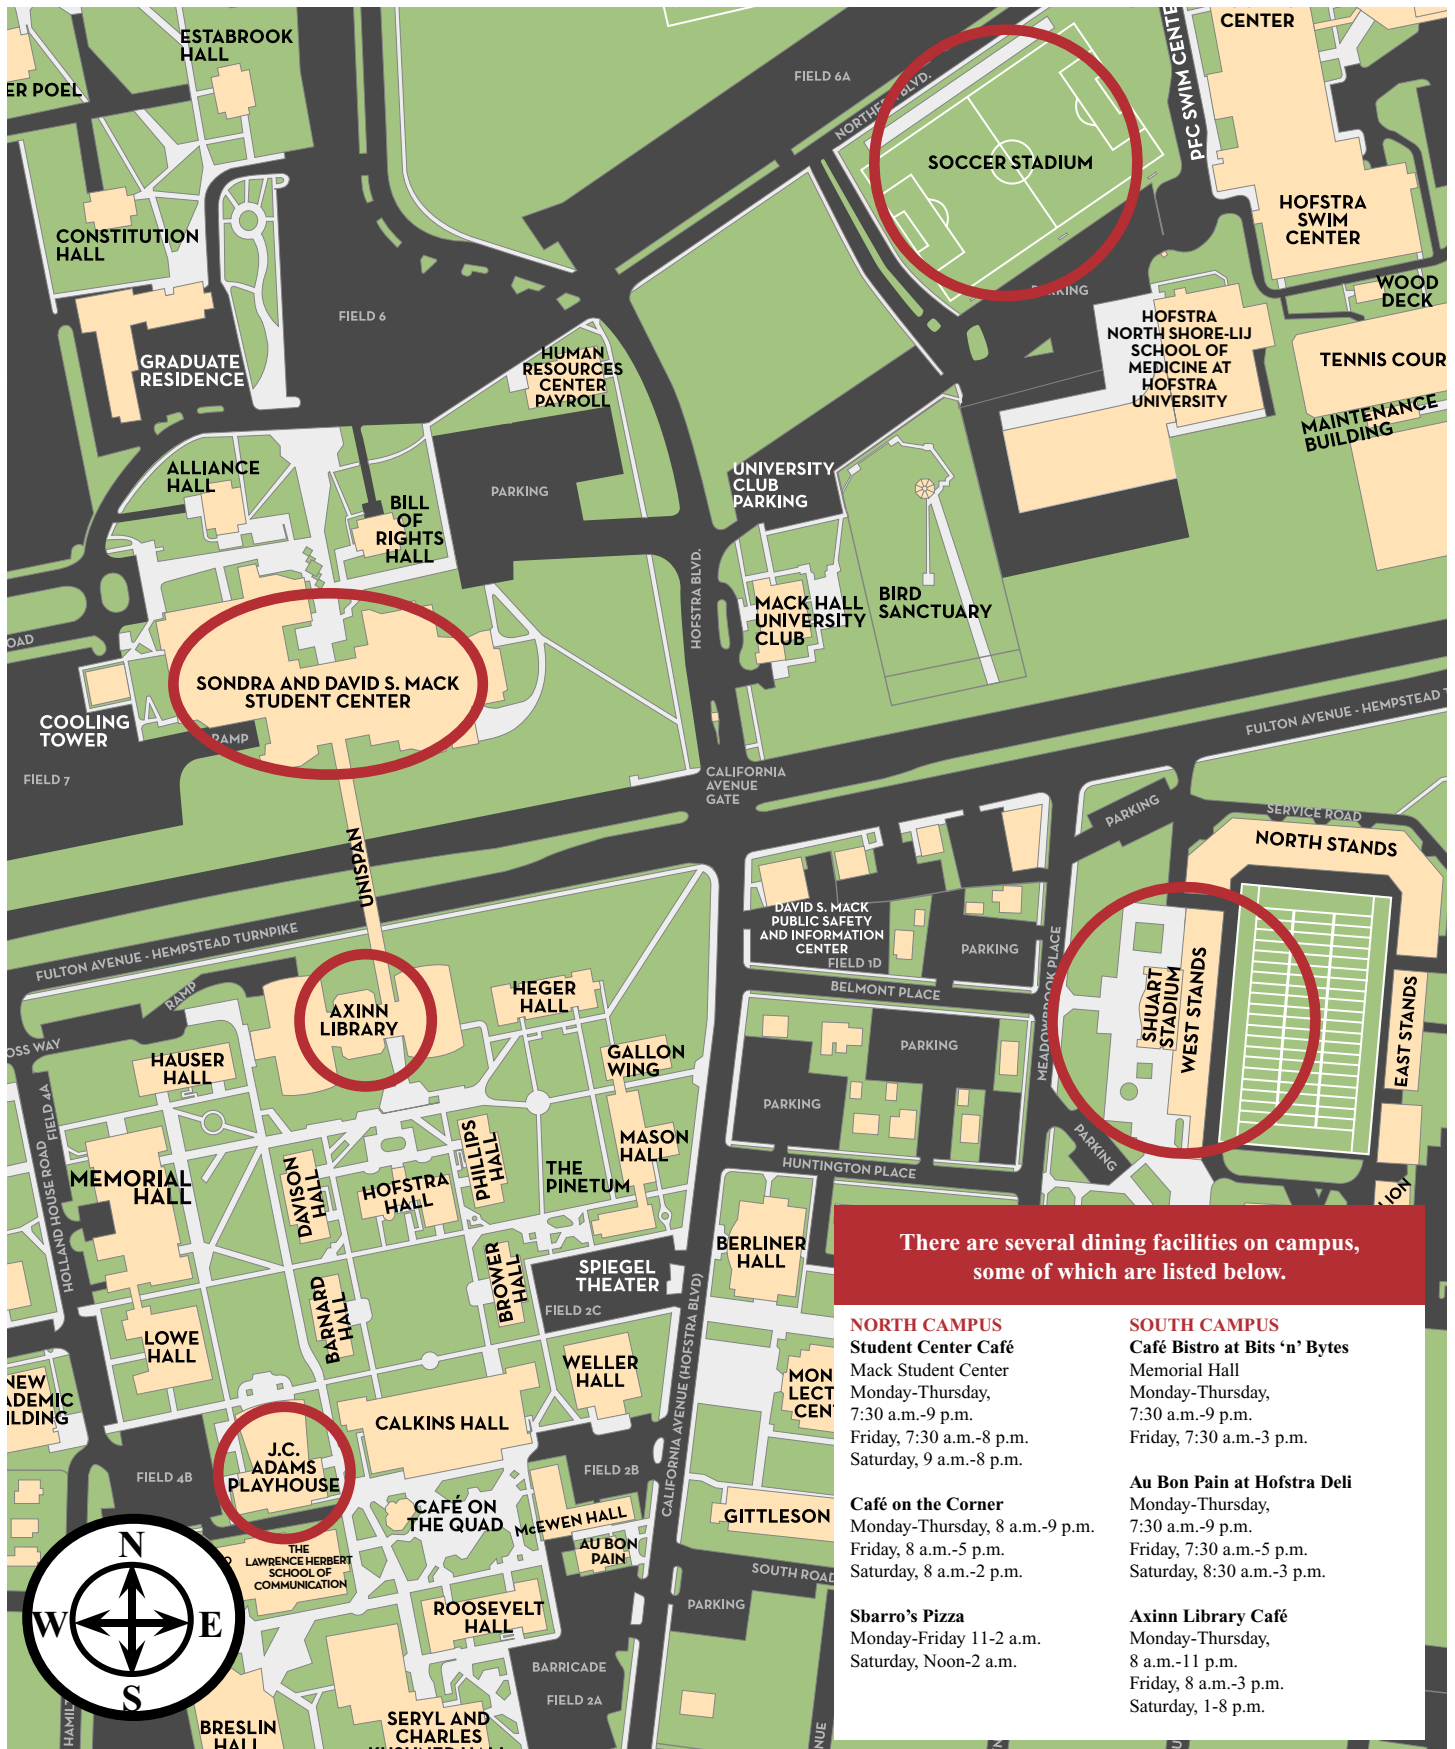 ESTABROOK
HALL
ER POEL
CONSTITUTION
HALL
GRADUATE
RESIDENCE
FIELD 6
FIELD 6A
NORTHERN BLVD.
SOCCER STADIUM
PARKING
PFC SWIM CENTE
CENTER
HOFSTRA
SWIM
CENTER
WOOD
DECK
HOFSTRA
NORTH SHORE-LIJ
SCHOOL OF
MEDICINE AT
HOFSTRA
UNIVERSITY
TENNIS COUR
MAINTENANCE
BUILDING
HUMAN
RESOURCES
CENTER
PAYROLL
ALLIANCE
HALL
BILL
OF
RIGHTS
HALL
PARKING
UNIVERSITY
CLUB
PARKING
HOFSTRA BLVD.
MACK HALL
UNIVERSITY
CLUB
BIRD
SANCTUARY
OAD
SONDRA AND DAVID S. MACK
STUDENT CENTER
COOLING
TOWER
RAMP
FIELD 7
UNISPAN
CALIFORNIA
AVENUE
GATE
FULTON AVENUE - HEMPSTEAD T
PARKING
SERVICE ROAD
NORTH STANDS
DAVID S. MACK
PUBLIC SAFETY
AND INFORMATION
CENTER
FIELD 1D
PARKING
BELMONT PLACE
MEADOWBROOK PLACE
SHUART
STADIUM
WEST STANDS
EAST STANDS
FULTON AVENUE - HEMPSTEAD TURNPIKE
RAMP
AXINN
LIBRARY
HEGER
HALL
OSS WAY
HAUSER
HALL
GALLON
WING
PARKING
PARKING
FIELD 4A
HOLLAND HOUSE ROAD
MEMORIAL
HALL
DAVISON
HALL
HOFSTRA
HALL
PHILLIPS
HALL
THE
PINETUM
MASON
HALL
HUNTINGTON PLACE
PARKING
LION
BERLINER
HALL
SPIEGEL
THEATER
FIELD 2C
BROWER
HALL
BARNARD
HALL
LOWE
HALL
WELLER
HALL
CALIFORNIA AVENUE (HOFSTRA BLVD)
MON
LECT
CEN
NEW
ADEMIC
ILDING
CALKINS HALL
J.C.
ADAMS
PLAYHOUSE
FIELD 4B
FIELD 2B
CAFÉ ON
THE QUAD
McEWEN HALL
AU BON
PAIN
GITTLESON
SOUTH ROAD
PARKING
THE
LAWRENCE HERBERT
SCHOOL OF
COMMUNICATION
ROOSEVELT
HALL
BARRICADE
FIELD 2A
N
W
E
S
HAMIL
BRESLIN
HALL
SERYL AND
CHARLES
NUE
There are several dining facilities on campus,
some of which are listed below.
NORTH CAMPUS
Student Center Café
Mack Student Center
Monday-Thursday,
7:30 a.m.-9 p.m.
Friday, 7:30 a.m.-8 p.m.
Saturday, 9 a.m.-8 p.m.
Café on the Corner
Monday-Thursday, 8 a.m.-9 p.m.
Friday, 8 a.m.-5 p.m.
Saturday, 8 a.m.-2 p.m.
Sbarro's Pizza
Monday-Friday 11-2 a.m.
Saturday, Noon-2 a.m.
SOUTH CAMPUS
Café Bistro at Bits ‘n’ Bytes
Memorial Hall
Monday-Thursday,
7:30 a.m.-9 p.m.
Friday, 7:30 a.m.-3 p.m.
Au Bon Pain at Hofstra Deli
Monday-Thursday,
7:30 a.m.-9 p.m.
Friday, 7:30 a.m.-5 p.m.
Saturday, 8:30 a.m.-3 p.m.
Axinn Library Café
Monday-Thursday,
8 a.m.-11 p.m.
Friday, 8 a.m.-3 p.m.
Saturday, 1-8 p.m.